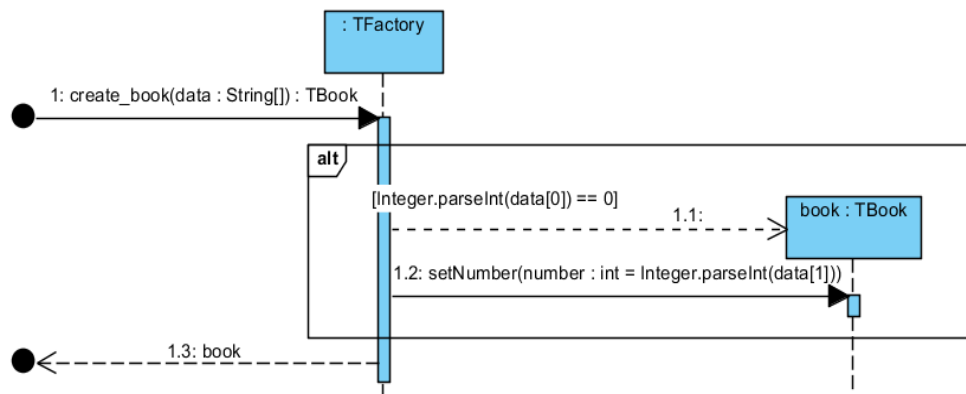 : TFactory
1: create_book(data : String[]) : TBook
alt
[Integer.parseInt(data[0]) == 0]
1.1:
book : TBook
1.2: setNumber(number : int = Integer.parseInt(data[1]))
1.3: book